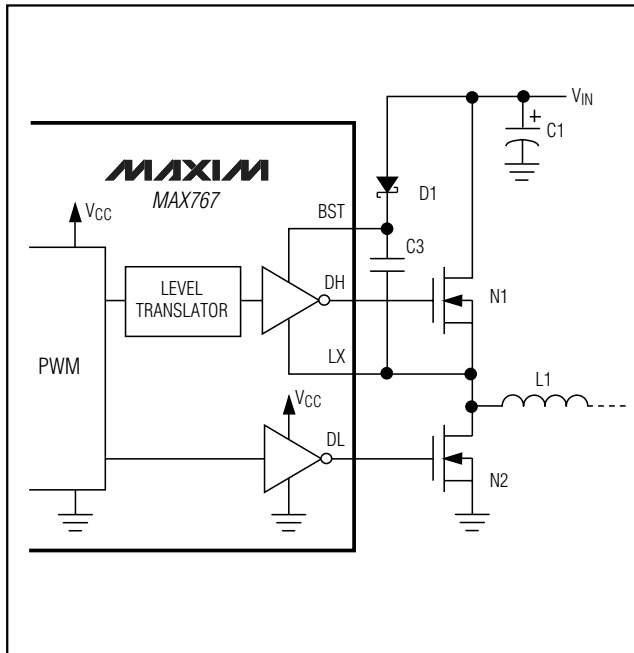 VIN
+
C1
MAXIM
MAX767
D1
VCC
BST
C3
LEVEL
TRANSLATOR
DH
N1
LX
PWM
L1
VCC
DL
N2